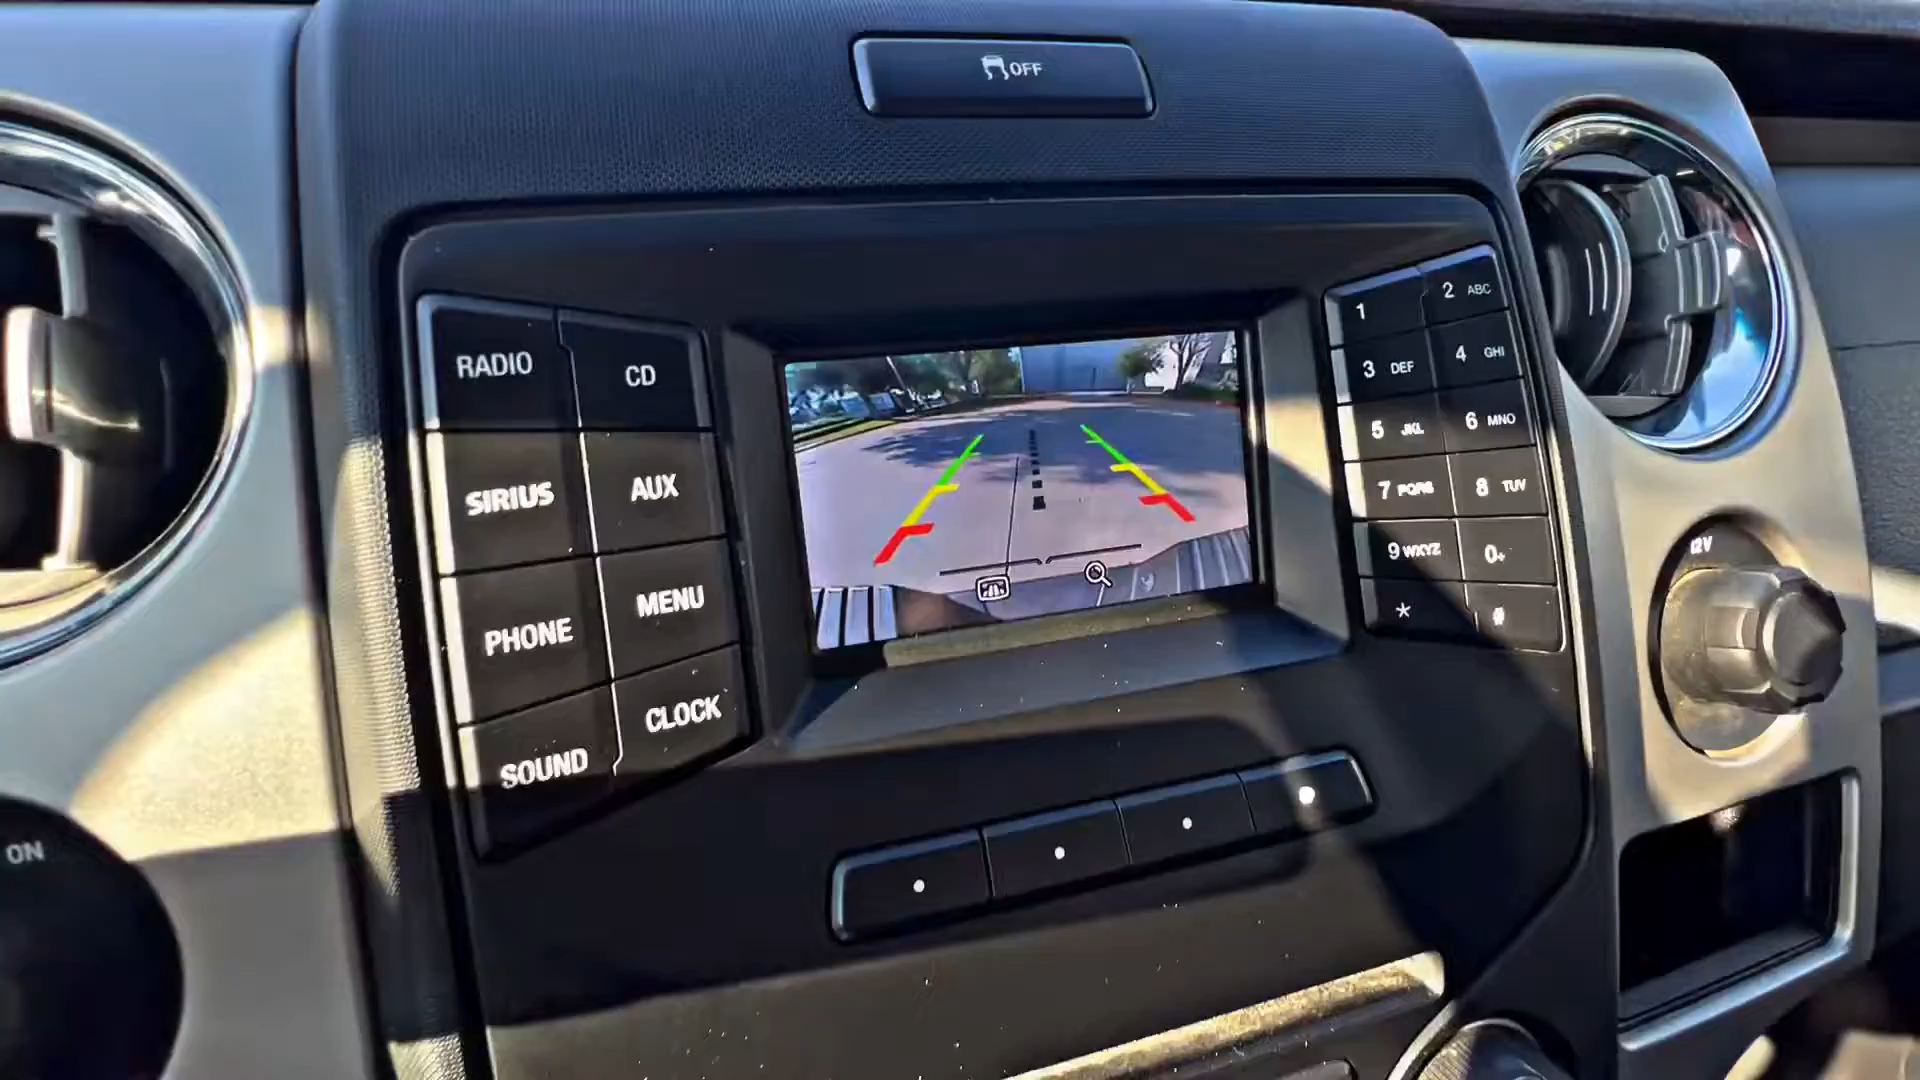 OFF
RADIO
CD
SIRIUS
AUX
PHONE
MENU
SOUND
CLOCK
1
2 ABC
3 DEF
4 GHI
5 JKL
6 MNO
7 PQRS
8 TUV
9 WXYZ
0+
*
#
12V
ON